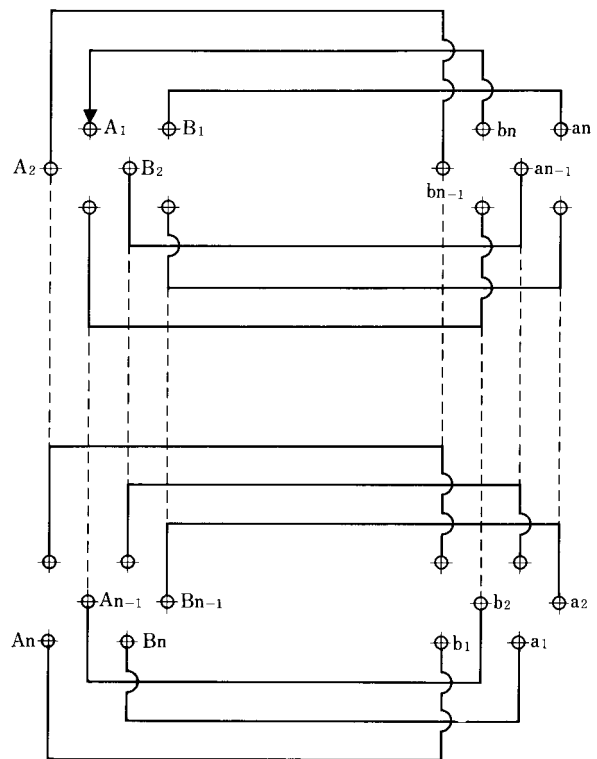 A₁ B₁ bn an
A₂ B₂ bn₋₁ an₋₁
An₋₁ Bn₋₁ b₂ a₂
An Bn b₁ a₁